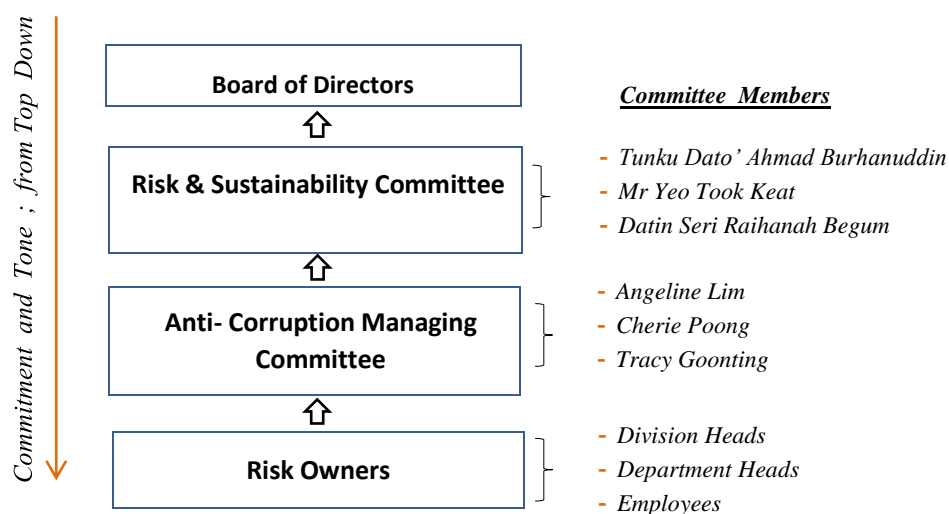 Commitment and Tone ; from Top Down
Board of Directors
Committee Members
Risk & Sustainability Committee
- Tunku Dato’ Ahmad Burhanuddin
- Mr Yeo Took Keat
- Datin Seri Raihanah Begum
Anti- Corruption Managing
Committee
- Angeline Lim
- Cherie Poong
- Tracy Goonting
Risk Owners
- Division Heads
- Department Heads
- Employees